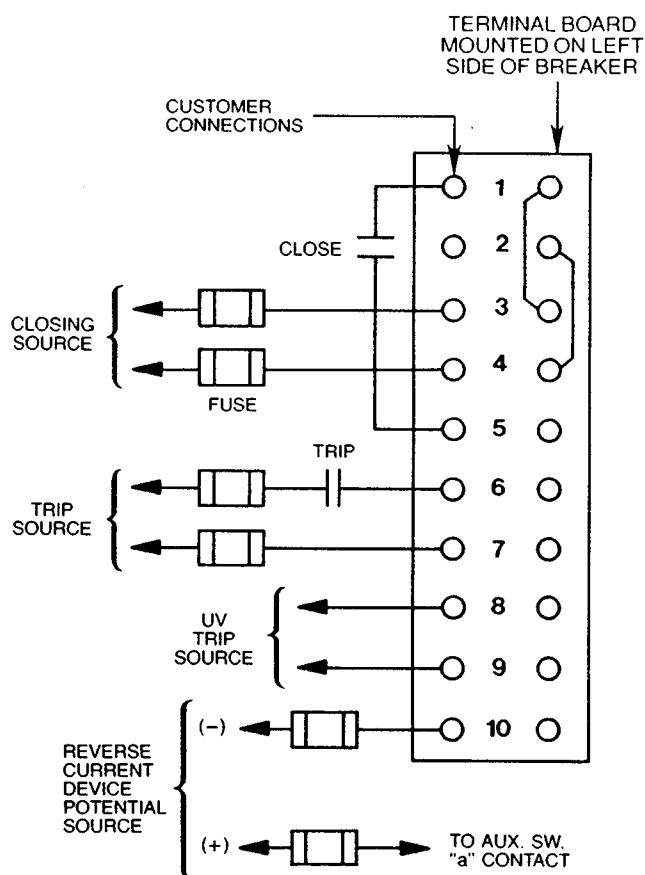 TERMINAL BOARD
MOUNTED ON LEFT
SIDE OF BREAKER
CUSTOMER
CONNECTIONS
1
CLOSE
2
3
CLOSING
SOURCE
4
FUSE
5
TRIP
6
TRIP
SOURCE
7
8
UV
TRIP
SOURCE
9
(−)
10
REVERSE
CURRENT
DEVICE
POTENTIAL
SOURCE
(+)
TO AUX. SW.
"a" CONTACT